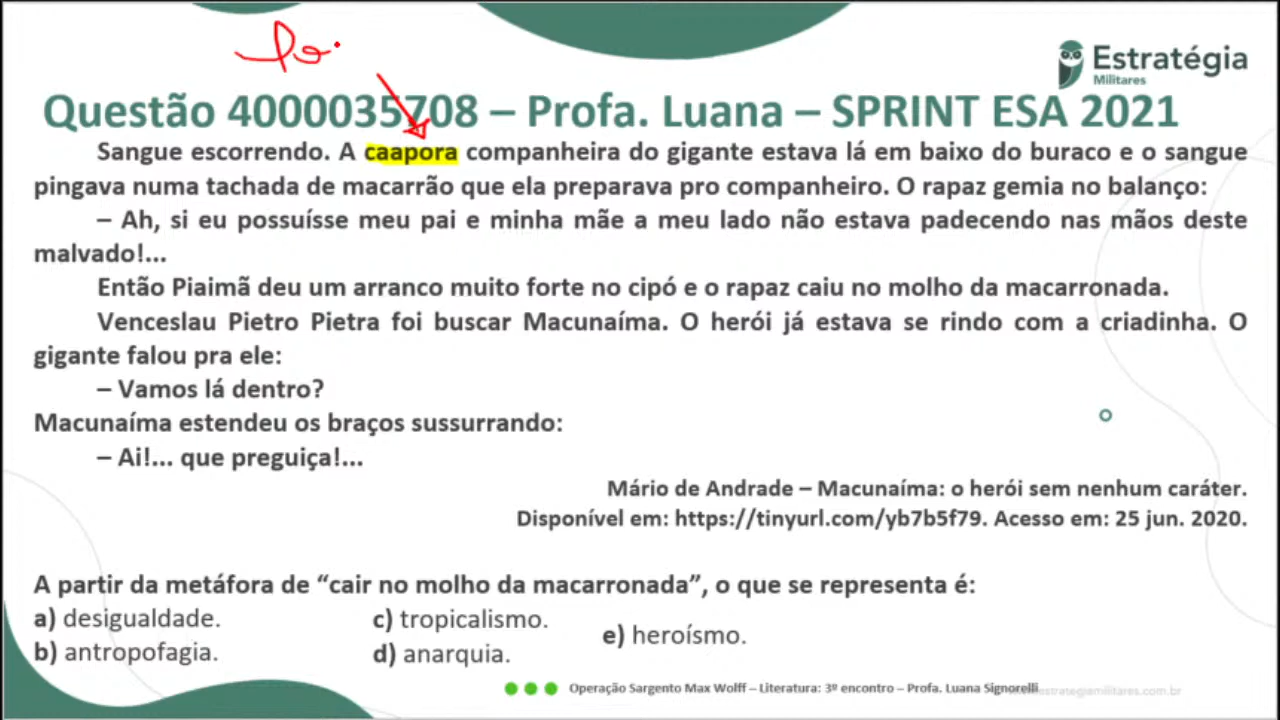 Estratégia
Militares
Questão 4000035708 – Profa. Luana – SPRINT ESA 2021
Sangue escorrendo. A caapora companheira do gigante estava lá em baixo do buraco e o sangue
pingava numa tachada de macarrão que ela preparava pro companheiro. O rapaz gemia no balanço:
– Ah, si eu possuísse meu pai e minha mãe a meu lado não estava padecendo nas mãos deste
malvado!...
Então Piaimã deu um arranco muito forte no cipó e o rapaz caiu no molho da macarronada.
Venceslau Pietro Pietra foi buscar Macunaíma. O herói já estava se rindo com a criadinha. O
gigante falou pra ele:
– Vamos lá dentro?
Macunaíma estendeu os braços sussurrando:
– Ai!... que preguiça!...
Mário de Andrade – Macunaíma: o herói sem nenhum caráter.
Disponível em: https://tinyurl.com/yb7b5f79. Acesso em: 25 jun. 2020.
A partir da metáfora de “cair no molho da macarronada”, o que se representa é:
a) desigualdade.
b) antropofagia.
c) tropicalismo.
d) anarquia.
e) heroísmo.
Operação Sargento Max Wolff – Literatura: 3º encontro – Profa. Luana Signorelli
estrategiamilitares.com.br